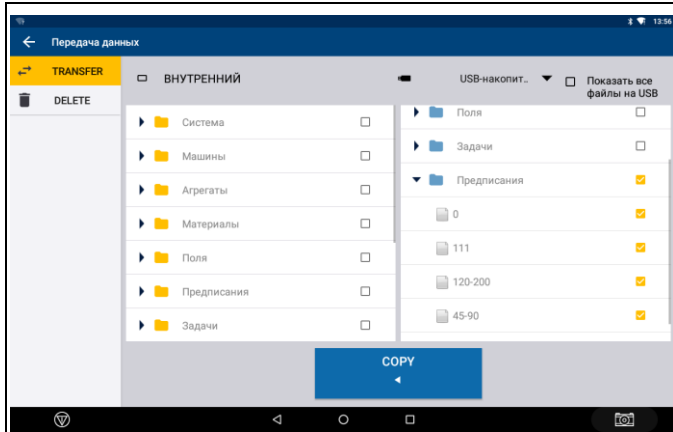 13:56
Передача данных
TRANSFER
DELETE
ВНУТРЕННИЙ
USB-накопит..
Показать все
файлы на USB
Система
Машины
Агрегаты
Материалы
Поля
Предписания
Задачи
Поля
Задачи
Предписания
0
111
120-200
45-90
COPY